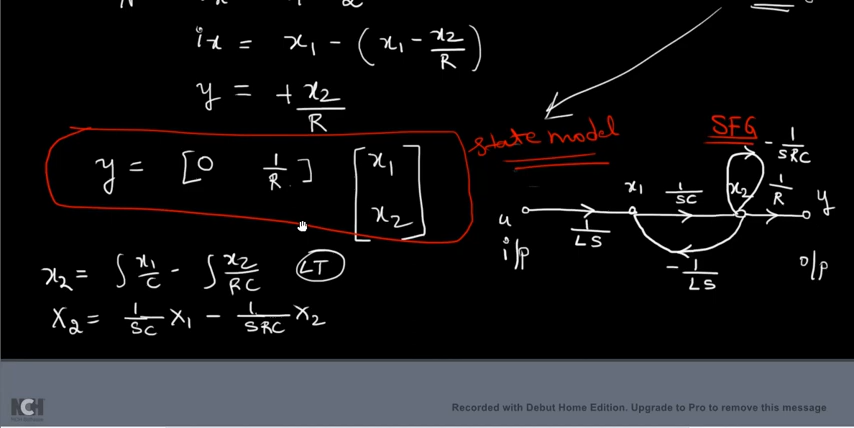 ix = x₁ - (x₁ - x₂/R)
y = + x₂/R
y = [0 1/R] [x₁ x₂]
state model
SFG
-1/SRC
x₁ 1/SC x₂ 1/R y
u 1/LS
i/p
-1/LS
o/p
x₂ = ∫ x₁/C - ∫ x₂/RC (LT)
X₂ = 1/SC X₁ - 1/SRC X₂
NCH
Recorded with Debut Home Edition. Upgrade to Pro to remove this message